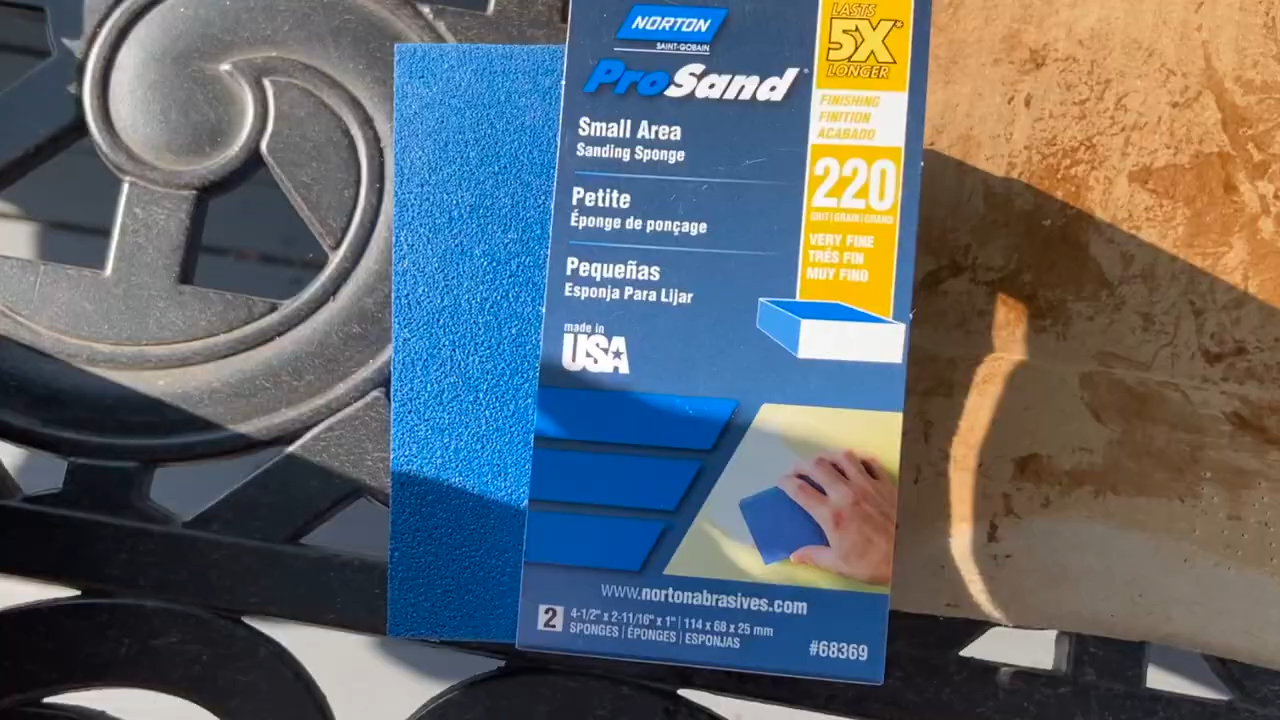 NORTON
SAINT-GOBAIN
ProSand
Small Area
Sanding Sponge
Petite
Éponge de ponçage
Pequeñas
Esponja Para Lijar
made in
USA
LASTS
5X*
LONGER
FINISHING
FINITION
ACABADO
220
GRIT|GRAIN|GRANO
VERY FINE
TRÉS FIN
MUY FINO
www.nortonabrasives.com
2
4-1/2" x 2-11/16" x 1" | 114 x 68 x 25 mm
SPONGES | ÉPONGES | ESPONJAS
#68369